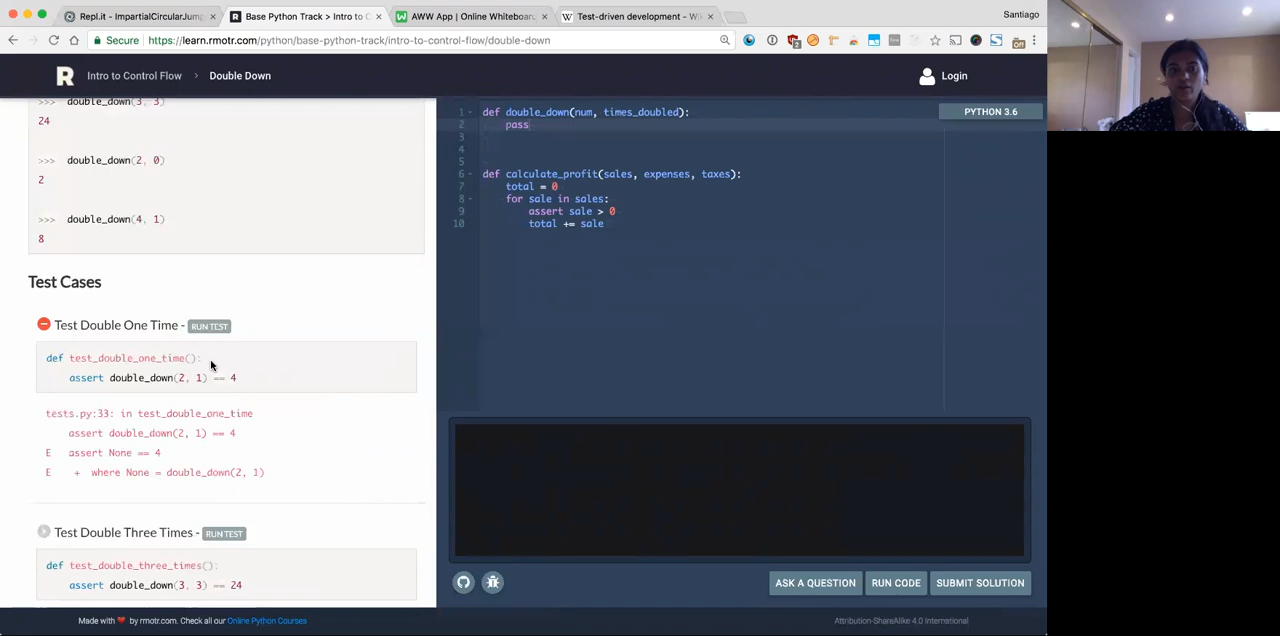 Repl.it - ImpartialCircularJump
Base Python Track > Intro to C
AWW App | Online Whiteboard
Test-driven development - Wi
Santiago
Secure
https://learn.rmotr.com/python/base-python-track/intro-to-control-flow/double-down
R
Intro to Control Flow
Double Down
Login
>>> double_down(3, 3)
24
>>> double_down(2, 0)
2
>>> double_down(4, 1)
8
Test Cases
Test Double One Time - RUN TEST
def test_double_one_time():
assert double_down(2, 1) == 4
tests.py:33: in test_double_one_time
assert double_down(2, 1) == 4
E assert None == 4
E + where None = double_down(2, 1)
Test Double Three Times - RUN TEST
def test_double_three_times():
assert double_down(3, 3) == 24
PYTHON 3.6
1 def double_down(num, times_doubled):
2 pass
3
4
5
6 def calculate_profit(sales, expenses, taxes):
7 total = 0
8 for sale in sales:
9 assert sale > 0
10 total += sale
ASK A QUESTION
RUN CODE
SUBMIT SOLUTION
Made with ❤ by rmotr.com. Check all our Online Python Courses
Attribution-ShareAlike 4.0 International